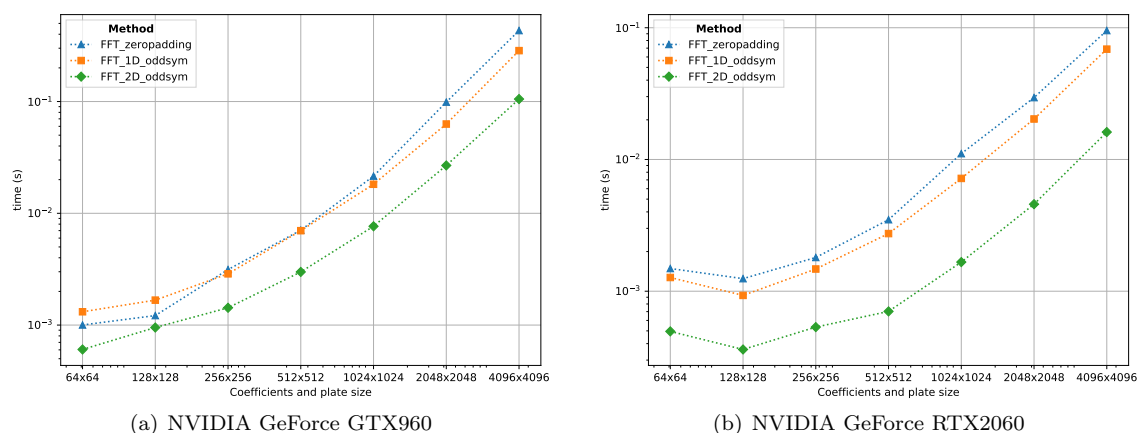 Method
FFT_zeropadding
FFT_1D_oddsym
FFT_2D_oddsym
10⁻¹
10⁻²
10⁻³
time (s)
64x64 128x128 256x256 512x512 1024x1024 2048x2048 4096x4096
Coefficients and plate size
(a) NVIDIA GeForce GTX960
Method
FFT_zeropadding
FFT_1D_oddsym
FFT_2D_oddsym
10⁻¹
10⁻²
10⁻³
time (s)
64x64 128x128 256x256 512x512 1024x1024 2048x2048 4096x4096
Coefficients and plate size
(b) NVIDIA GeForce RTX2060